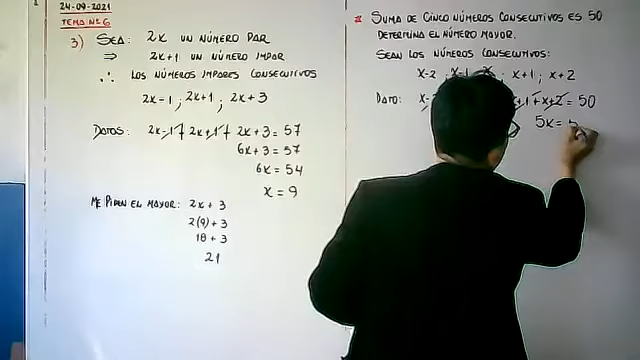 24-09-2021
TEMA Nº 6
3) SEA: 2x UN NÚMERO PAR
⇒ 2x+1 UN NÚMERO IMPAR
∴ LOS NÚMEROS IMPARES CONSECUTIVOS
2x-1 ; 2x+1 ; 2x+3
DATOS: 2x-1 + 2x+1 + 2x+3 = 57
6x+3 = 57
6x = 54
x = 9
ME PIDEN EL MAYOR: 2x + 3
2(9) + 3
18 + 3
21
SUMA DE CINCO NÚMEROS CONSECUTIVOS ES 50
DETERMINA EL NÚMERO MAYOR.
SEAN LOS NÚMEROS CONSECUTIVOS:
x-2 ; x-1 ; x ; x+1 ; x+2
DATO: x- +1 + x+2 = 50
5x =